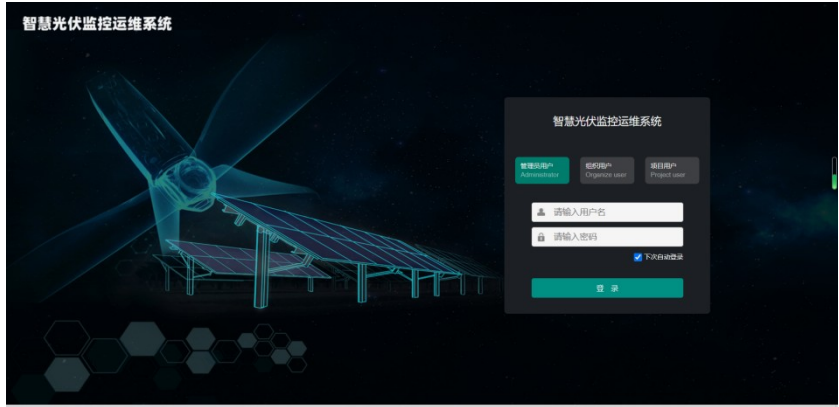 智慧光伏监控运维系统
智慧光伏监控运维系统
管理员用户 组织用户 项目用户
Administrator Organize user Project user
请输入用户名
请输入密码
下次自动登录
登 录